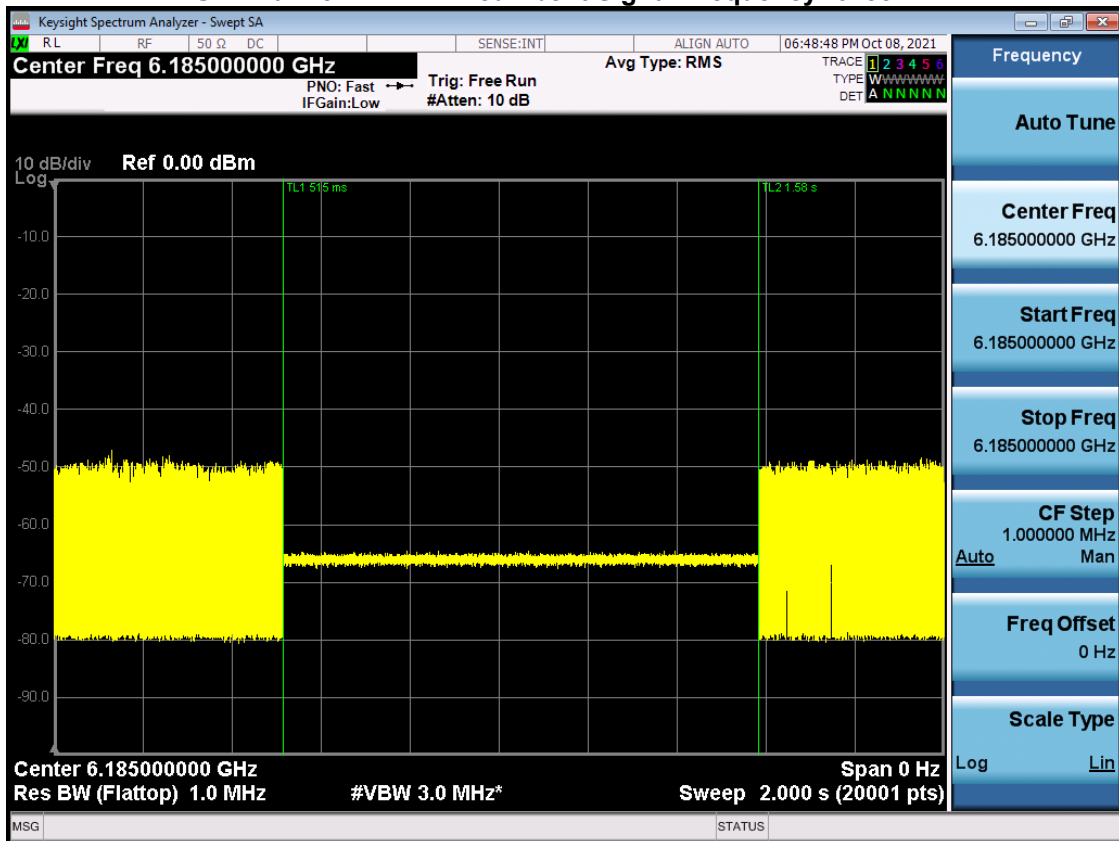 Keysight Spectrum Analyzer - Swept SA
LXI RL RF 50 Ω DC SENSE:INT ALIGN AUTO 06:48:48 PM Oct 08, 2021
Center Freq 6.185000000 GHz
PNO: Fast
IFGain:Low
Trig: Free Run
#Atten: 10 dB
Avg Type: RMS
TRACE 1 2 3 4 5 6
TYPE WWWWWW
DET A N N N N N
10 dB/div Ref 0.00 dBm
Log
TL1 515 ms
TL2 1.58 s
-10.0
-20.0
-30.0
-40.0
-50.0
-60.0
-70.0
-80.0
-90.0
Center 6.185000000 GHz Span 0 Hz
Res BW (Flattop) 1.0 MHz #VBW 3.0 MHz* Sweep 2.000 s (20001 pts)
MSG STATUS
Frequency
Auto Tune
Center Freq
6.185000000 GHz
Start Freq
6.185000000 GHz
Stop Freq
6.185000000 GHz
CF Step
1.000000 MHz
Auto Man
Freq Offset
0 Hz
Scale Type
Log Lin